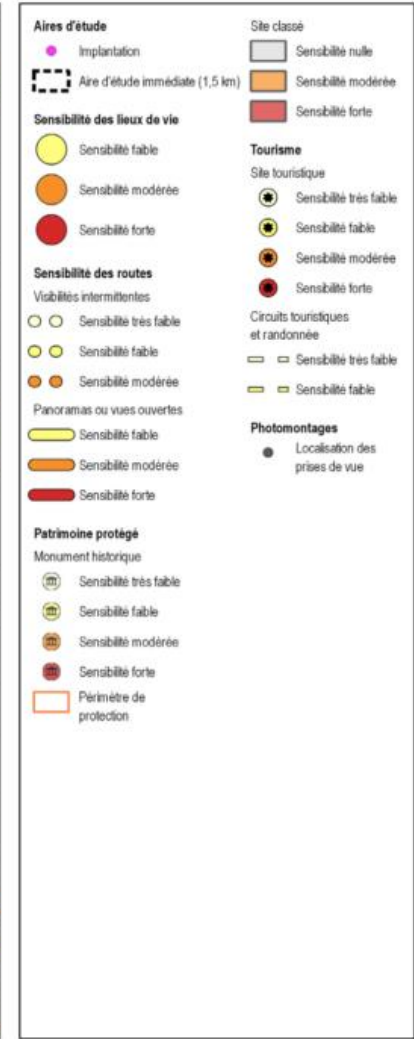 Aires d'étude
Implantation
Aire d'étude immédiate (1,5 km)
Sensibilité des lieux de vie
Sensibilité faible
Sensibilité modérée
Sensibilité forte
Sensibilité des routes
Visibilités intermittentes
Sensibilité très faible
Sensibilité faible
Sensibilité modérée
Panoramas ou vues ouvertes
Sensibilité faible
Sensibilité modérée
Sensibilité forte
Patrimoine protégé
Monument historique
Sensibilité très faible
Sensibilité faible
Sensibilité modérée
Sensibilité forte
Périmètre de
protection
Site classé
Sensibilité nulle
Sensibilité modérée
Sensibilité forte
Tourisme
Site touristique
Sensibilité très faible
Sensibilité faible
Sensibilité modérée
Sensibilité forte
Circuits touristiques
et randonnée
Sensibilité très faible
Sensibilité faible
Photomontages
Localisation des
prises de vue